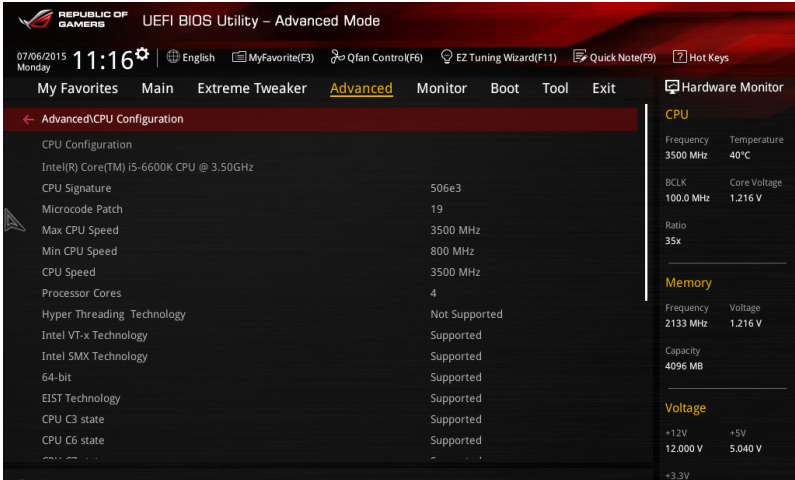 REPUBLIC OF
GAMERS
UEFI BIOS Utility – Advanced Mode
07/06/2015
Monday
11:16
English
MyFavorite(F3)
Qfan Control(F6)
EZ Tuning Wizard(F11)
Quick Note(F9)
? Hot Keys
My Favorites Main Extreme Tweaker Advanced Monitor Boot Tool Exit
Advanced\CPU Configuration
CPU Configuration
Intel(R) Core(TM) i5-6600K CPU @ 3.50GHz
CPU Signature 506e3
Microcode Patch 19
Max CPU Speed 3500 MHz
Min CPU Speed 800 MHz
CPU Speed 3500 MHz
Processor Cores 4
Hyper Threading Technology Not Supported
Intel VT-x Technology Supported
Intel SMX Technology Supported
64-bit Supported
EIST Technology Supported
CPU C3 state Supported
CPU C6 state Supported
Hardware Monitor
CPU
Frequency Temperature
3500 MHz 40°C
BCLK Core Voltage
100.0 MHz 1.216 V
Ratio
35x
Memory
Frequency Voltage
2133 MHz 1.216 V
Capacity
4096 MB
Voltage
+12V +5V
12.000 V 5.040 V
+3.3V